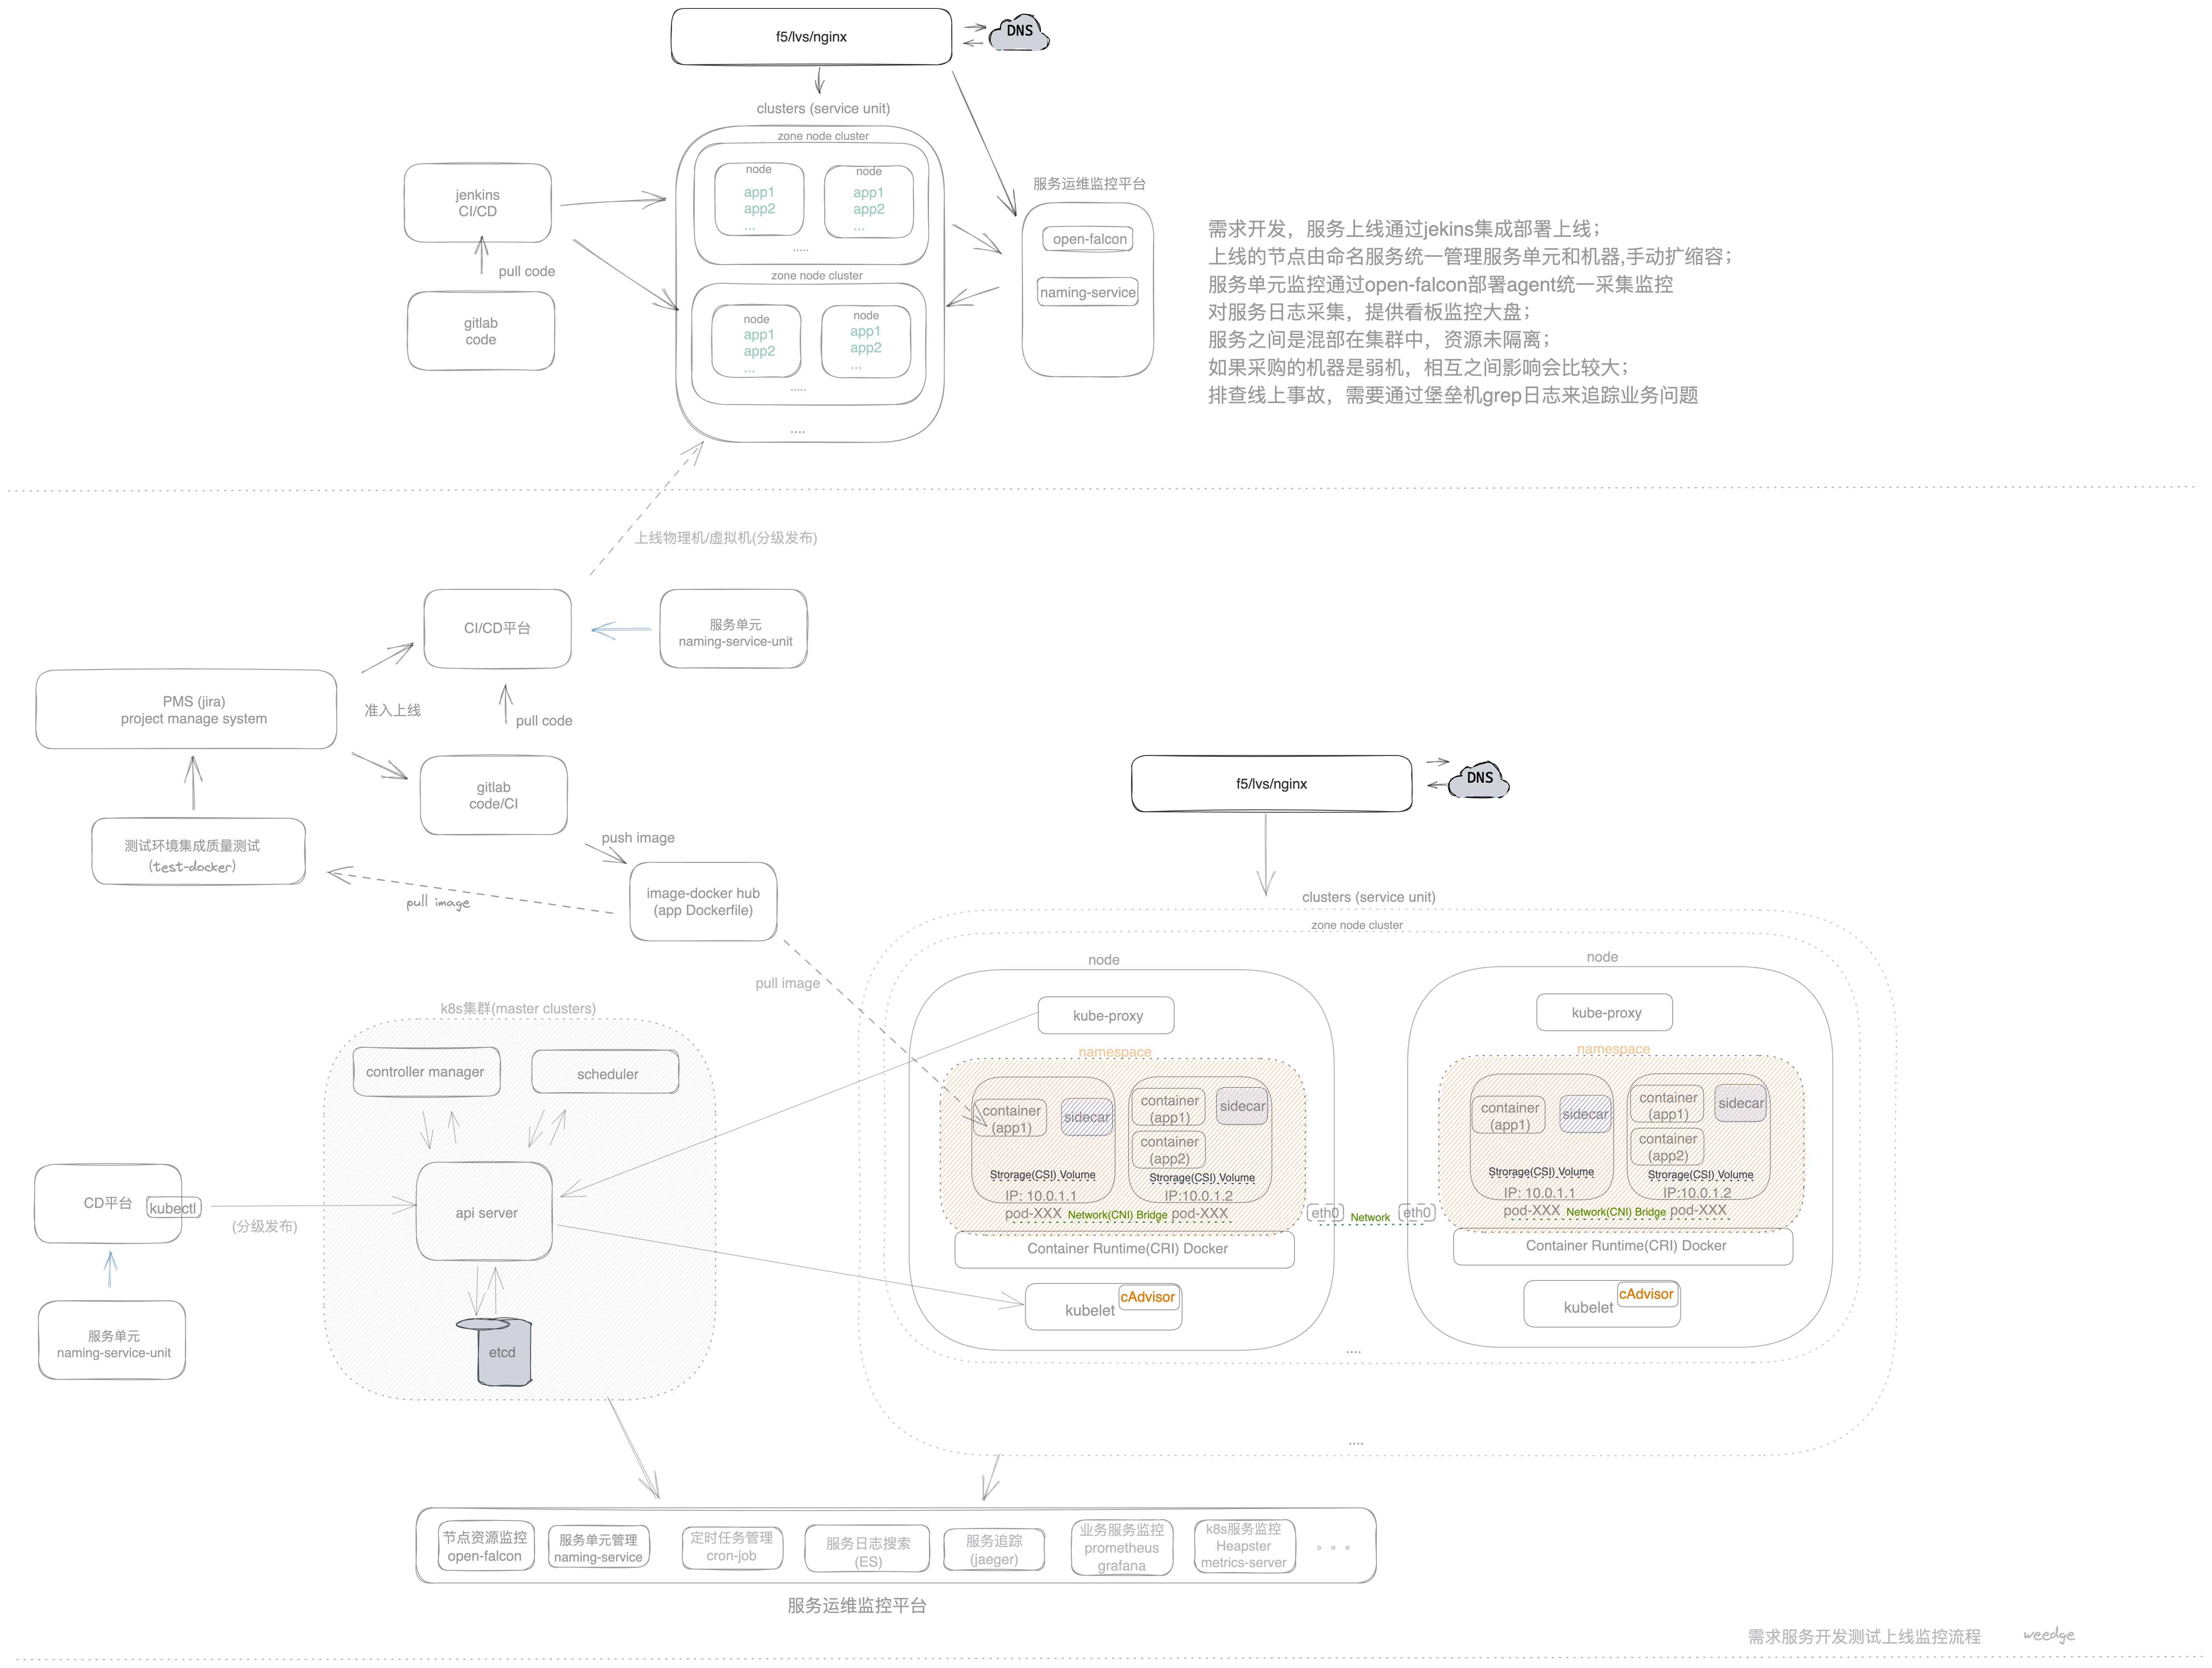 f5/lvs/nginx
DNS
clusters (service unit)
zone node cluster
node
app1
app2
...
node
app1
app2
...
.....
zone node cluster
node
app1
app2
...
node
app1
app2
...
.....
....
jenkins
CI/CD
pull code
gitlab
code
服务运维监控平台
open-falcon
naming-service
需求开发，服务上线通过jekins集成部署上线；
上线的节点由命名服务统一管理服务单元和机器,手动扩缩容；
服务单元监控通过open-falcon部署agent统一采集监控
对服务日志采集，提供看板监控大盘；
服务之间是混部在集群中，资源未隔离；
如果采购的机器是弱机，相互之间影响会比较大；
排查线上事故，需要通过堡垒机grep日志来追踪业务问题
上线物理机/虚拟机(分级发布)
CI/CD平台
服务单元
naming-service-unit
PMS (jira)
project manage system
准入上线
pull code
gitlab
code/CI
测试环境集成质量测试
(test-docker)
push image
pull image
image-docker hub
(app Dockerfile)
pull image
f5/lvs/nginx
DNS
clusters (service unit)
zone node cluster
node
kube-proxy
namespace
container
(app1)
sidecar
Strorage(CSI) Volume
IP: 10.0.1.1
pod-XXX
container
(app1)
sidecar
container
(app2)
Strorage(CSI) Volume
IP:10.0.1.2
Network(CNI) Bridge
pod-XXX
Container Runtime(CRI) Docker
kubelet
cAdvisor
eth0
Network
eth0
node
kube-proxy
namespace
container
(app1)
sidecar
Strorage(CSI) Volume
IP: 10.0.1.1
pod-XXX
container
(app1)
sidecar
container
(app2)
Strorage(CSI) Volume
IP:10.0.1.2
Network(CNI) Bridge
pod-XXX
Container Runtime(CRI) Docker
kubelet
cAdvisor
....
....
k8s集群(master clusters)
controller manager
scheduler
api server
etcd
CD平台
kubectl
(分级发布)
服务单元
naming-service-unit
节点资源监控
open-falcon
服务单元管理
naming-service
定时任务管理
cron-job
服务日志搜索
(ES)
服务追踪
(jaeger)
业务服务监控
prometheus
grafana
k8s服务监控
Heapster
metrics-server
。。。
服务运维监控平台
需求服务开发测试上线监控流程
weedge